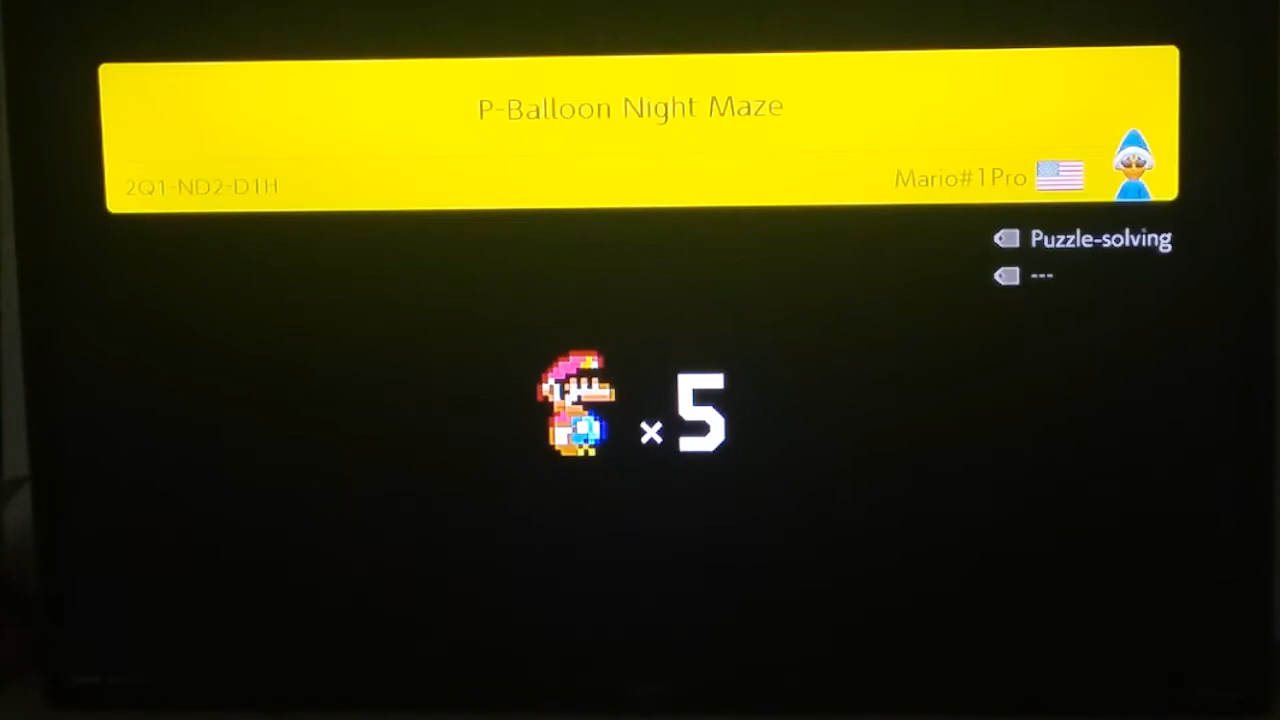 P-Balloon Night Maze
2Q1-ND2-D1H
Mario#1Pro
Puzzle-solving
---
× 5